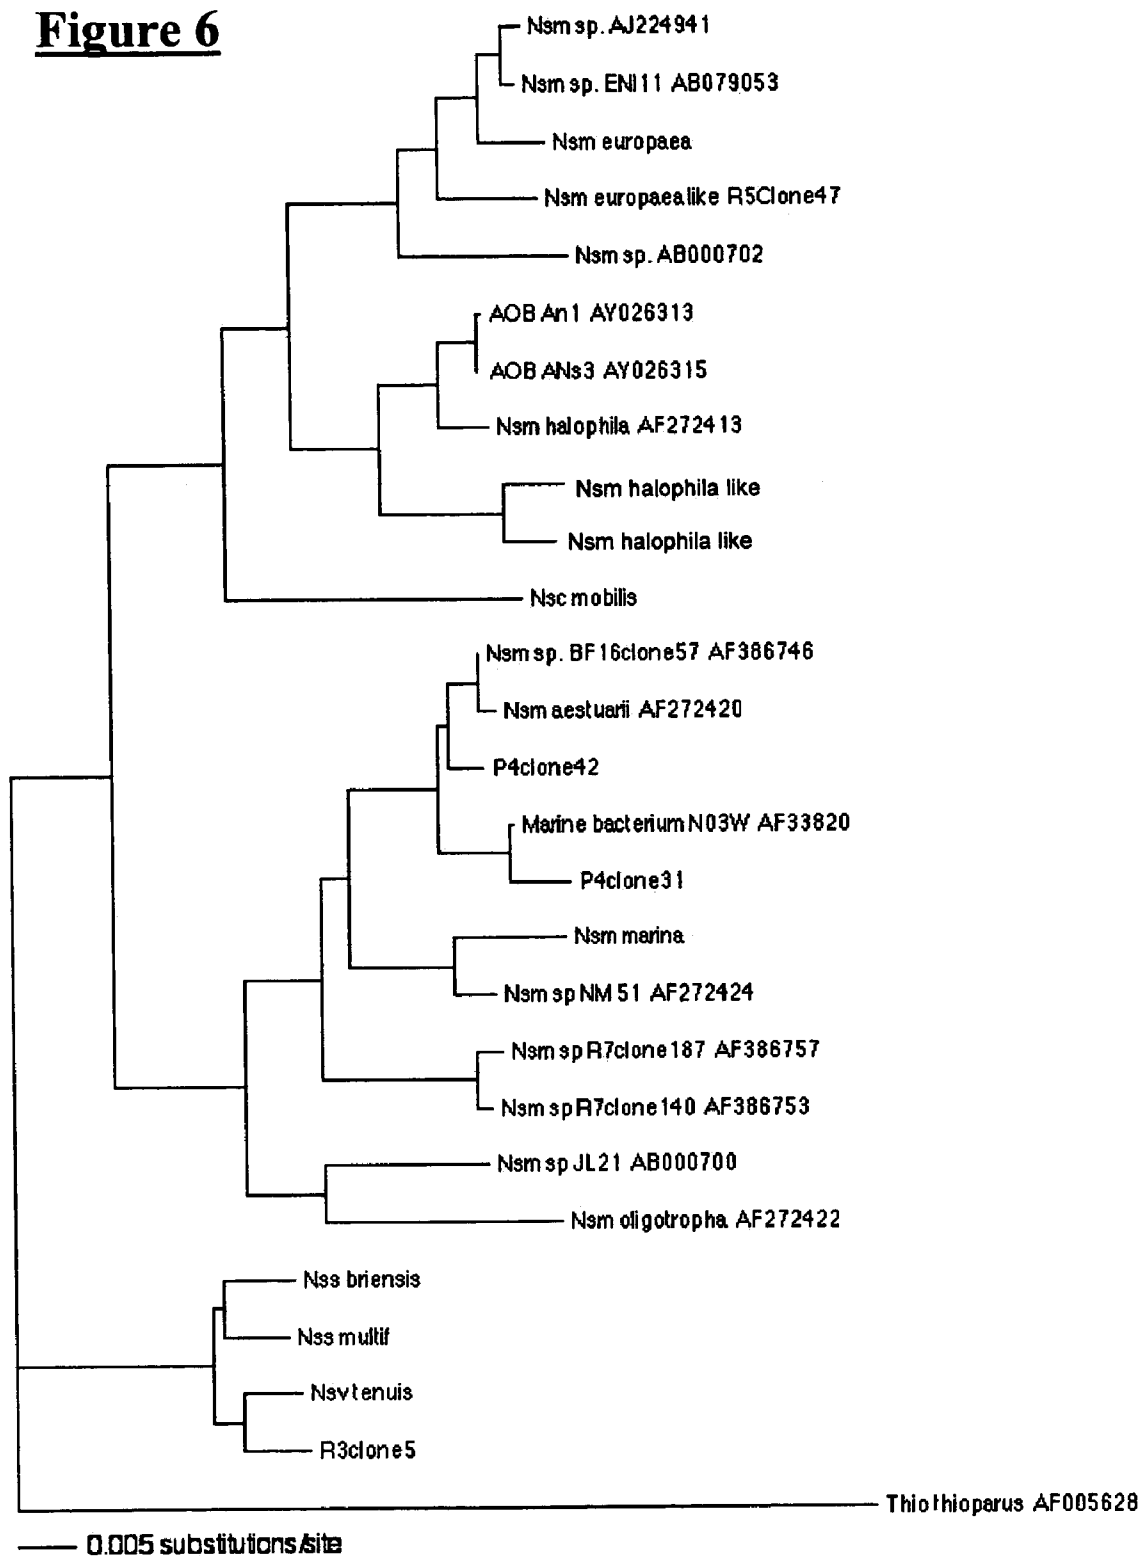 Figure 6
Nsm sp. AJ224941
Nsm sp. ENI11 AB079053
Nsm europaea
Nsm europaea like R5Clone47
Nsm sp. AB000702
AOB An1 AY026313
AOB ANs3 AY026315
Nsm halophila AF272413
Nsm halophila like
Nsm halophila like
Nsc mobilis
Nsm sp. BF16clone57 AF386746
Nsm aestuarii AF272420
P4clone42
Marine bacterium N03W AF33820
P4clone31
Nsm marina
Nsm sp NM 51 AF272424
Nsm sp R7clone187 AF386757
Nsm sp R7clone140 AF386753
Nsm sp JL21 AB000700
Nsm oligotropha AF272422
Nss briensis
Nss multif
Nsv tenuis
R3clone5
Thio thioparus AF005628
0.005 substitutions/site